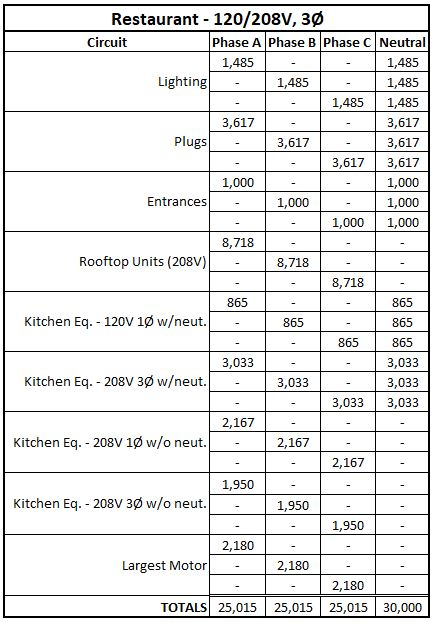 Restaurant - 120/208V, 3Ø
Circuit Phase A Phase B Phase C Neutral
1,485 - - 1,485
Lighting - 1,485 - 1,485
- - 1,485 1,485
3,617 - - 3,617
Plugs - 3,617 - 3,617
- - 3,617 3,617
1,000 - - 1,000
Entrances - 1,000 - 1,000
- - 1,000 1,000
8,718 - - -
Rooftop Units (208V) - 8,718 - -
- - 8,718 -
865 - - 865
Kitchen Eq. - 120V 1Ø w/neut. - 865 - 865
- - 865 865
3,033 - - 3,033
Kitchen Eq. - 208V 3Ø w/neut. - 3,033 - 3,033
- - 3,033 3,033
2,167 - - -
Kitchen Eq. - 208V 1Ø w/o neut. - 2,167 - -
- - 2,167 -
1,950 - - -
Kitchen Eq. - 208V 3Ø w/o neut. - 1,950 - -
- - 1,950 -
2,180 - - -
Largest Motor - 2,180 - -
- - 2,180 -
TOTALS 25,015 25,015 25,015 30,000